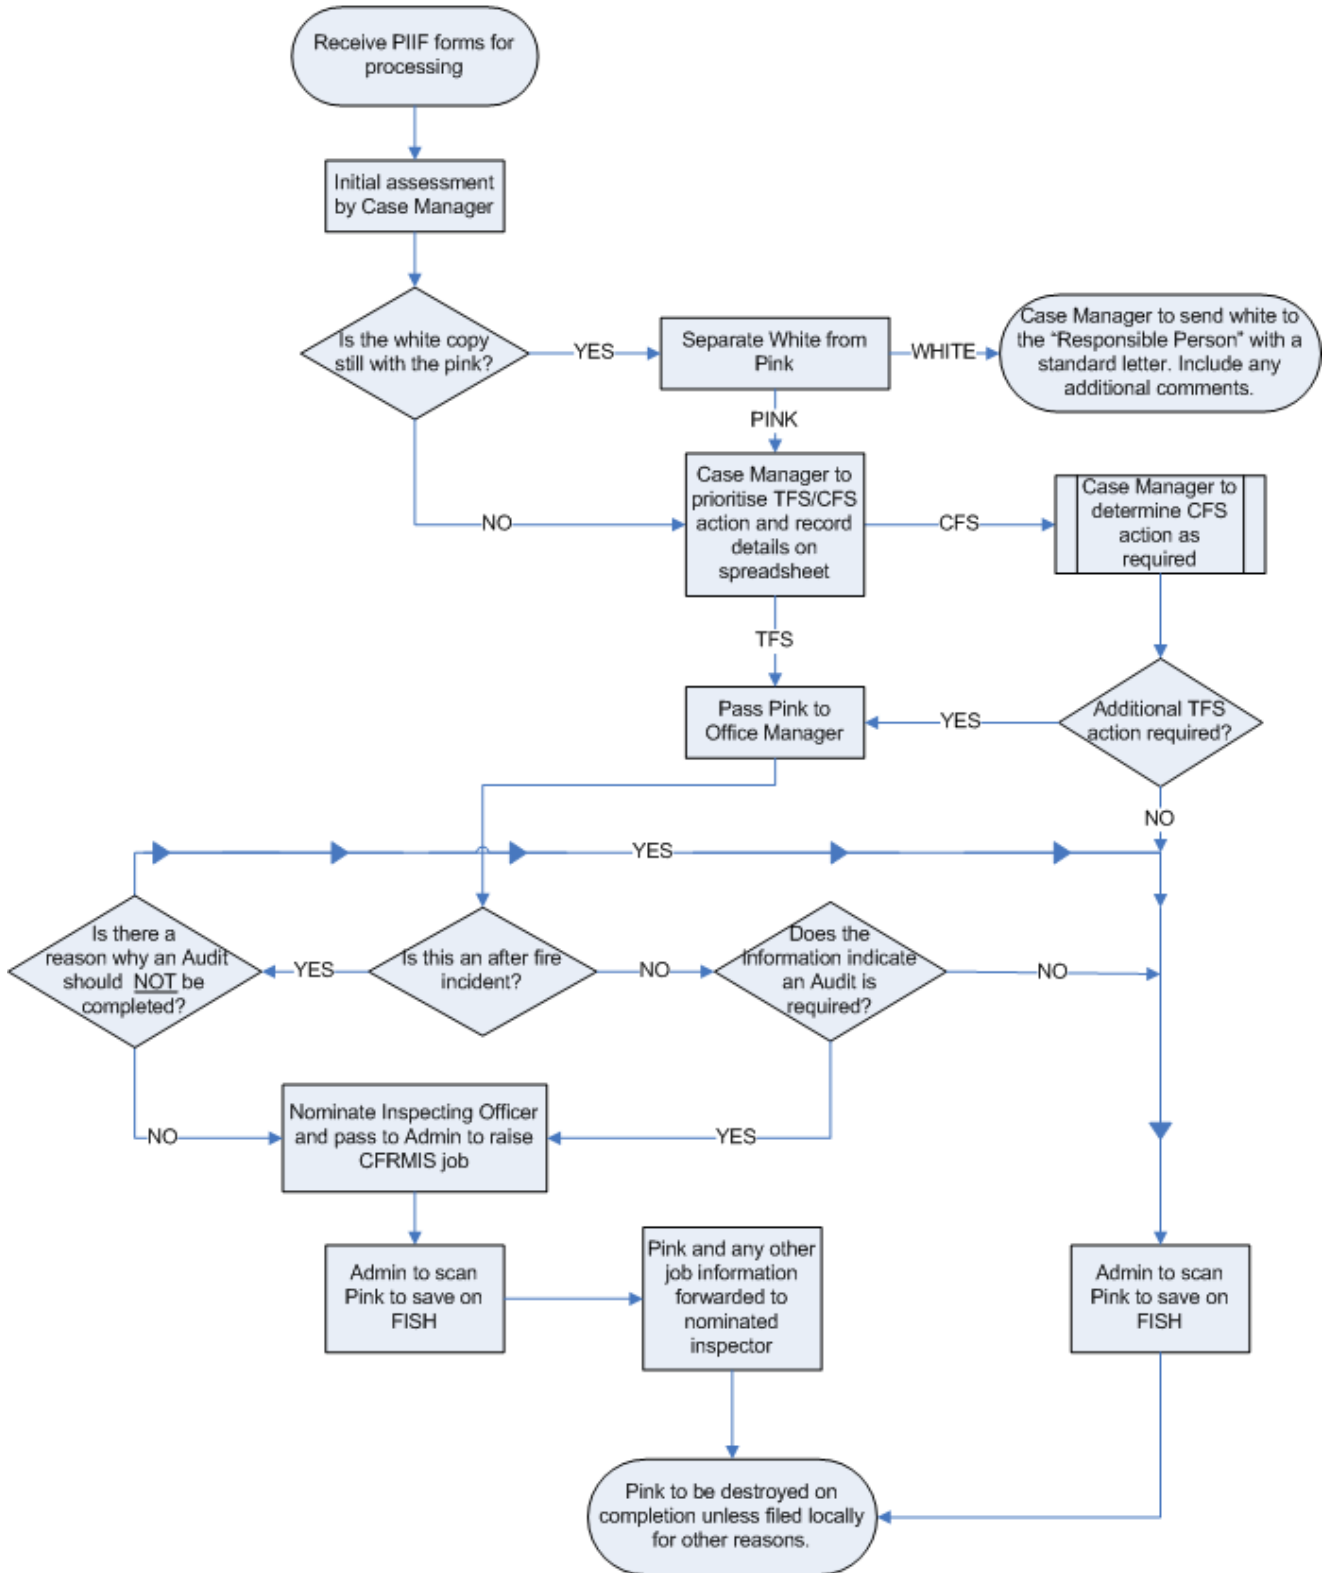 Receive PIIF forms for
processing
Initial assessment
by Case Manager
Is the white copy
still with the pink?
YES
Separate White from
Pink
WHITE
Case Manager to send white to
the “Responsible Person” with a
standard letter. Include any
additional comments.
PINK
NO
Case Manager to
prioritise TFS/CFS
action and record
details on
spreadsheet
CFS
Case Manager to
determine CFS
action as
required
TFS
Pass Pink to
Office Manager
YES
Additional TFS
action required?
NO
YES
Is there a
reason why an Audit
should NOT be
completed?
YES
Is this an after fire
incident?
NO
Does the
Information indicate
an Audit is
required?
NO
NO
Nominate Inspecting Officer
and pass to Admin to raise
CFRMIS job
YES
Admin to scan
Pink to save on
FISH
Pink and any other
job information
forwarded to
nominated
inspector
Admin to scan
Pink to save on
FISH
Pink to be destroyed on
completion unless filed locally
for other reasons.